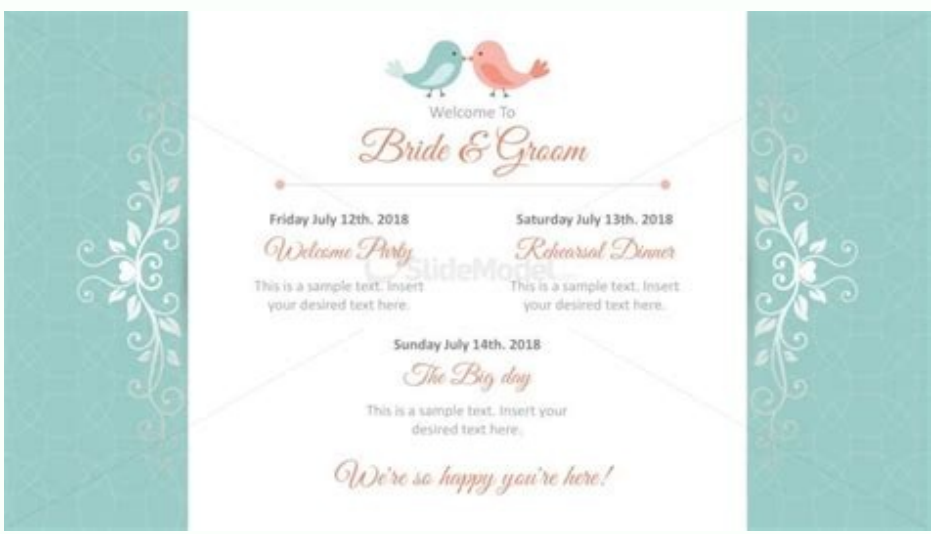 Welcome To
Bride & Groom
Friday July 12th. 2018
Welcome Party
This is a sample text. Insert
your desired text here.
Saturday July 13th. 2018
Rehearsal Dinner
This is a sample text. Insert
your desired text here.
SlideModel
Sunday July 14th. 2018
The Big day
This is a sample text. Insert your
desired text here.
We're so happy you're here!